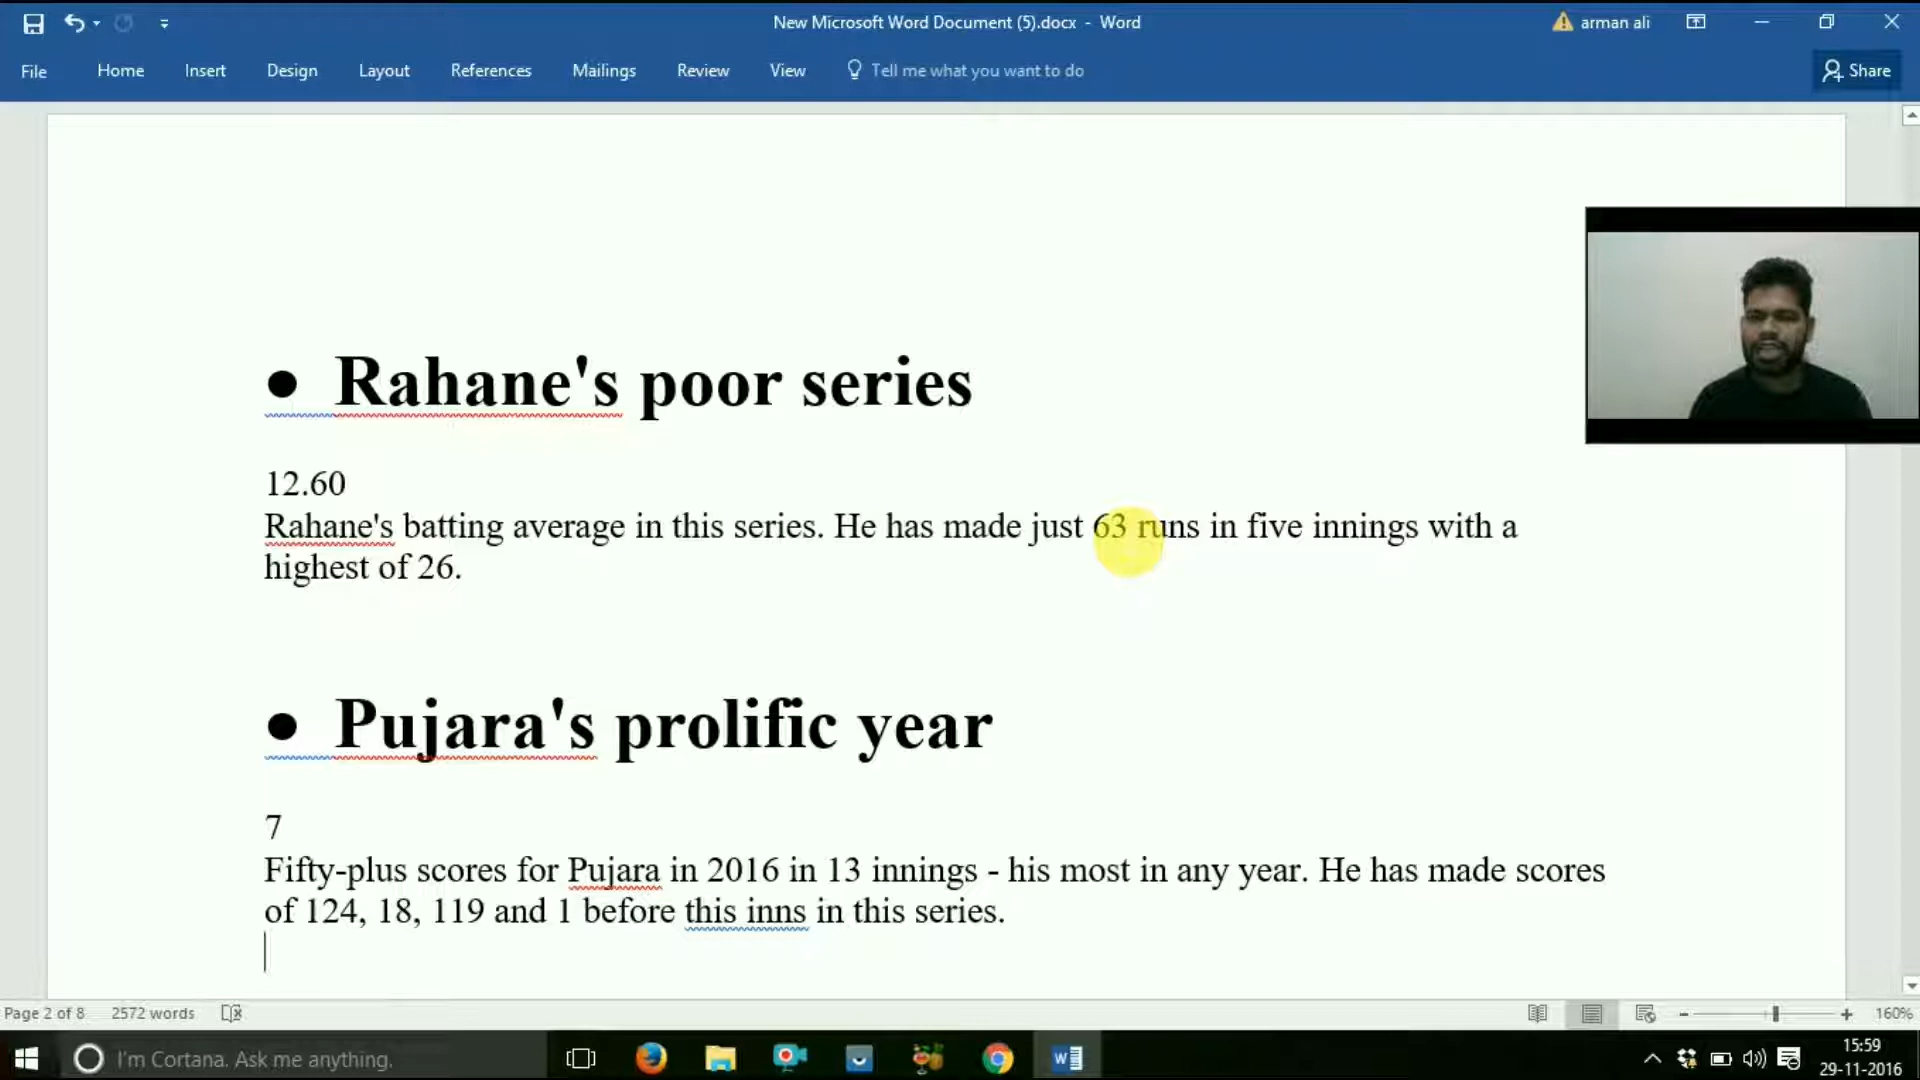 New Microsoft Word Document (5).docx - Word
arman ali
File Home Insert Design Layout References Mailings Review View Tell me what you want to do
Share
• Rahane's poor series
12.60
Rahane's batting average in this series. He has made just 63 runs in five innings with a
highest of 26.
• Pujara's prolific year
7
Fifty-plus scores for Pujara in 2016 in 13 innings - his most in any year. He has made scores
of 124, 18, 119 and 1 before this inns in this series.
Page 2 of 8 2572 words
160%
I'm Cortana. Ask me anything.
15:59
29-11-2016